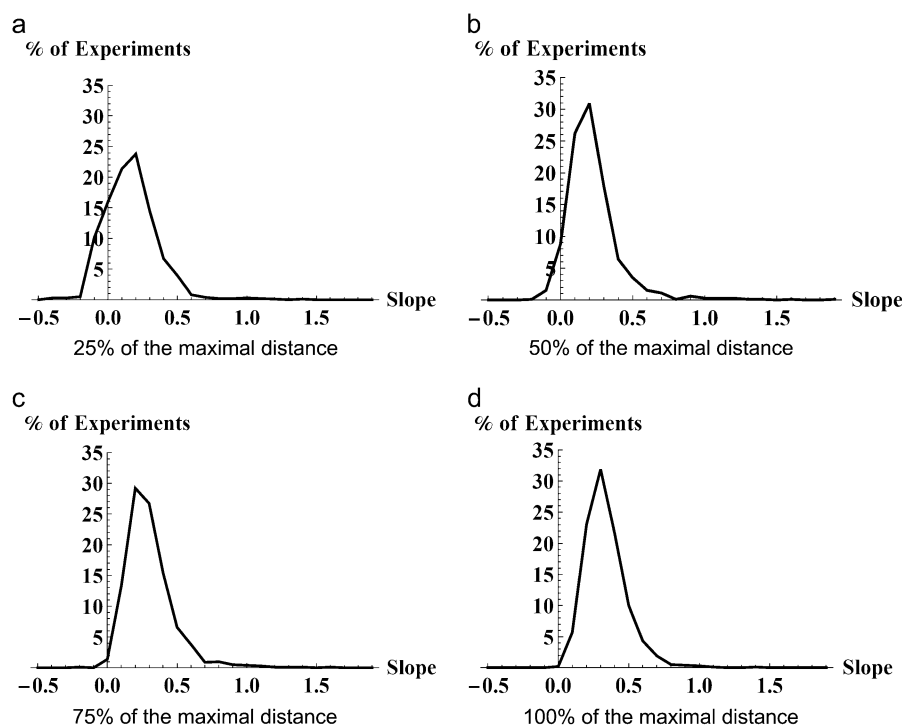 a
% of Experiments
35
30
25
20
15
10
5
Slope
−0.5 0.0 0.5 1.0 1.5
25% of the maximal distance
b
% of Experiments
35
30
25
20
15
10
5
Slope
−0.5 0.0 0.5 1.0 1.5
50% of the maximal distance
c
% of Experiments
35
30
25
20
15
10
5
Slope
−0.5 0.0 0.5 1.0 1.5
75% of the maximal distance
d
% of Experiments
35
30
25
20
15
10
5
Slope
−0.5 0.0 0.5 1.0 1.5
100% of the maximal distance